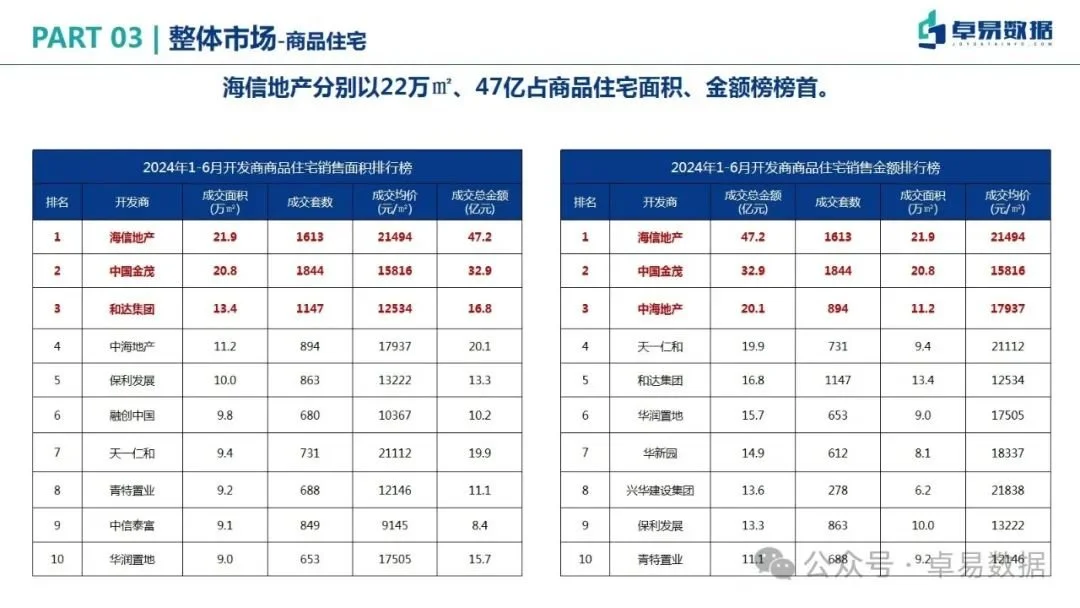 PART 03 | 整体市场-商品住宅
卓易数据
JOYDATAINFO.COM
海信地产分别以22万㎡、47亿占商品住宅面积、金额榜榜首。
2024年1-6月开发商商品住宅销售面积排行榜
排名 开发商 成交面积(万㎡) 成交套数 成交均价(元/㎡) 成交总金额(亿元)
1 海信地产 21.9 1613 21494 47.2
2 中国金茂 20.8 1844 15816 32.9
3 和达集团 13.4 1147 12534 16.8
4 中海地产 11.2 894 17937 20.1
5 保利发展 10.0 863 13222 13.3
6 融创中国 9.8 680 10367 10.2
7 天一仁和 9.4 731 21112 19.9
8 青特置业 9.2 688 12146 11.1
9 中信泰富 9.1 849 9145 8.4
10 华润置地 9.0 653 17505 15.7
2024年1-6月开发商商品住宅销售金额排行榜
排名 开发商 成交总金额(亿元) 成交套数 成交面积(万㎡) 成交均价(元/㎡)
1 海信地产 47.2 1613 21.9 21494
2 中国金茂 32.9 1844 20.8 15816
3 中海地产 20.1 894 11.2 17937
4 天一仁和 19.9 731 9.4 21112
5 和达集团 16.8 1147 13.4 12534
6 华润置地 15.7 653 9.0 17505
7 华新园 14.9 612 8.1 18337
8 兴华建设集团 13.6 278 6.2 21838
9 保利发展 13.3 863 10.0 13222
10 青特置业 11.1 688 9.2 12146
公众号 · 卓易数据